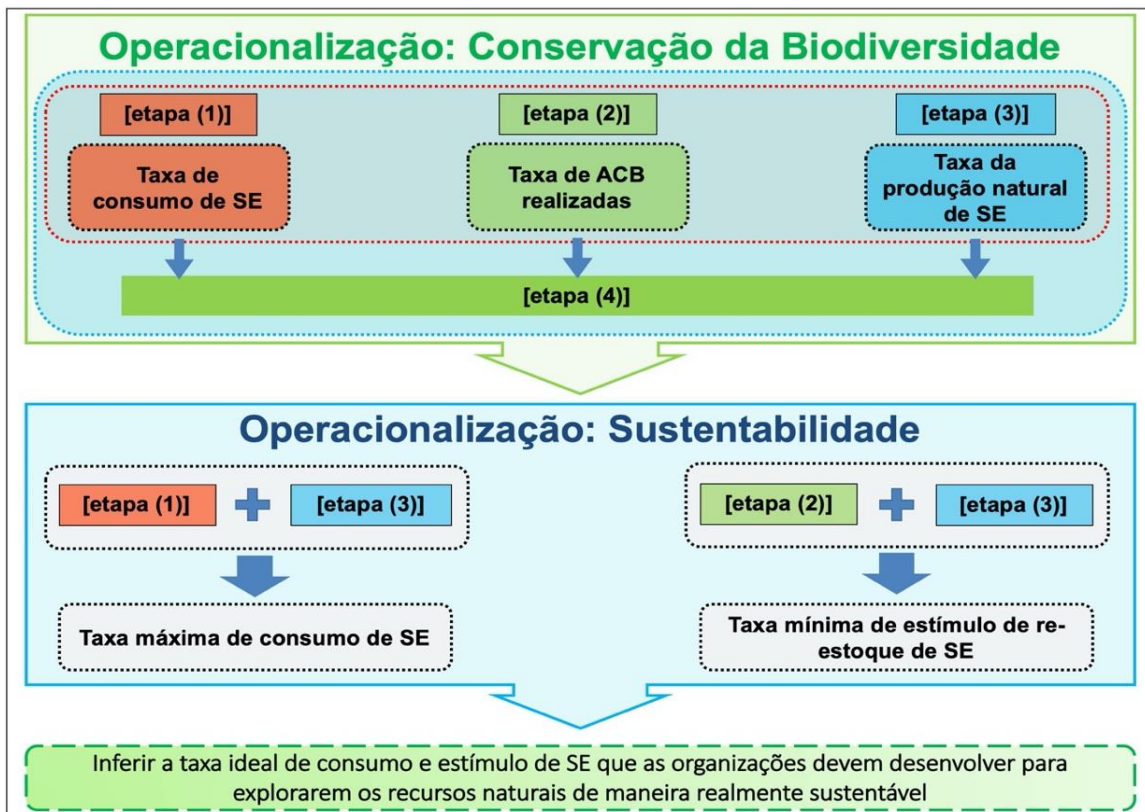 Operacionalização: Conservação da Biodiversidade
[etapa (1)]
Taxa de
consumo de SE
[etapa (2)]
Taxa de ACB
realizadas
[etapa (3)]
Taxa da
produção natural
de SE
[etapa (4)]
Operacionalização: Sustentabilidade
[etapa (1)]
[etapa (3)]
Taxa máxima de consumo de SE
[etapa (2)]
[etapa (3)]
Taxa mínima de estímulo de re-
estoque de SE
Inferir a taxa ideal de consumo e estímulo de SE que as organizações devem desenvolver para
explorarem os recursos naturais de maneira realmente sustentável